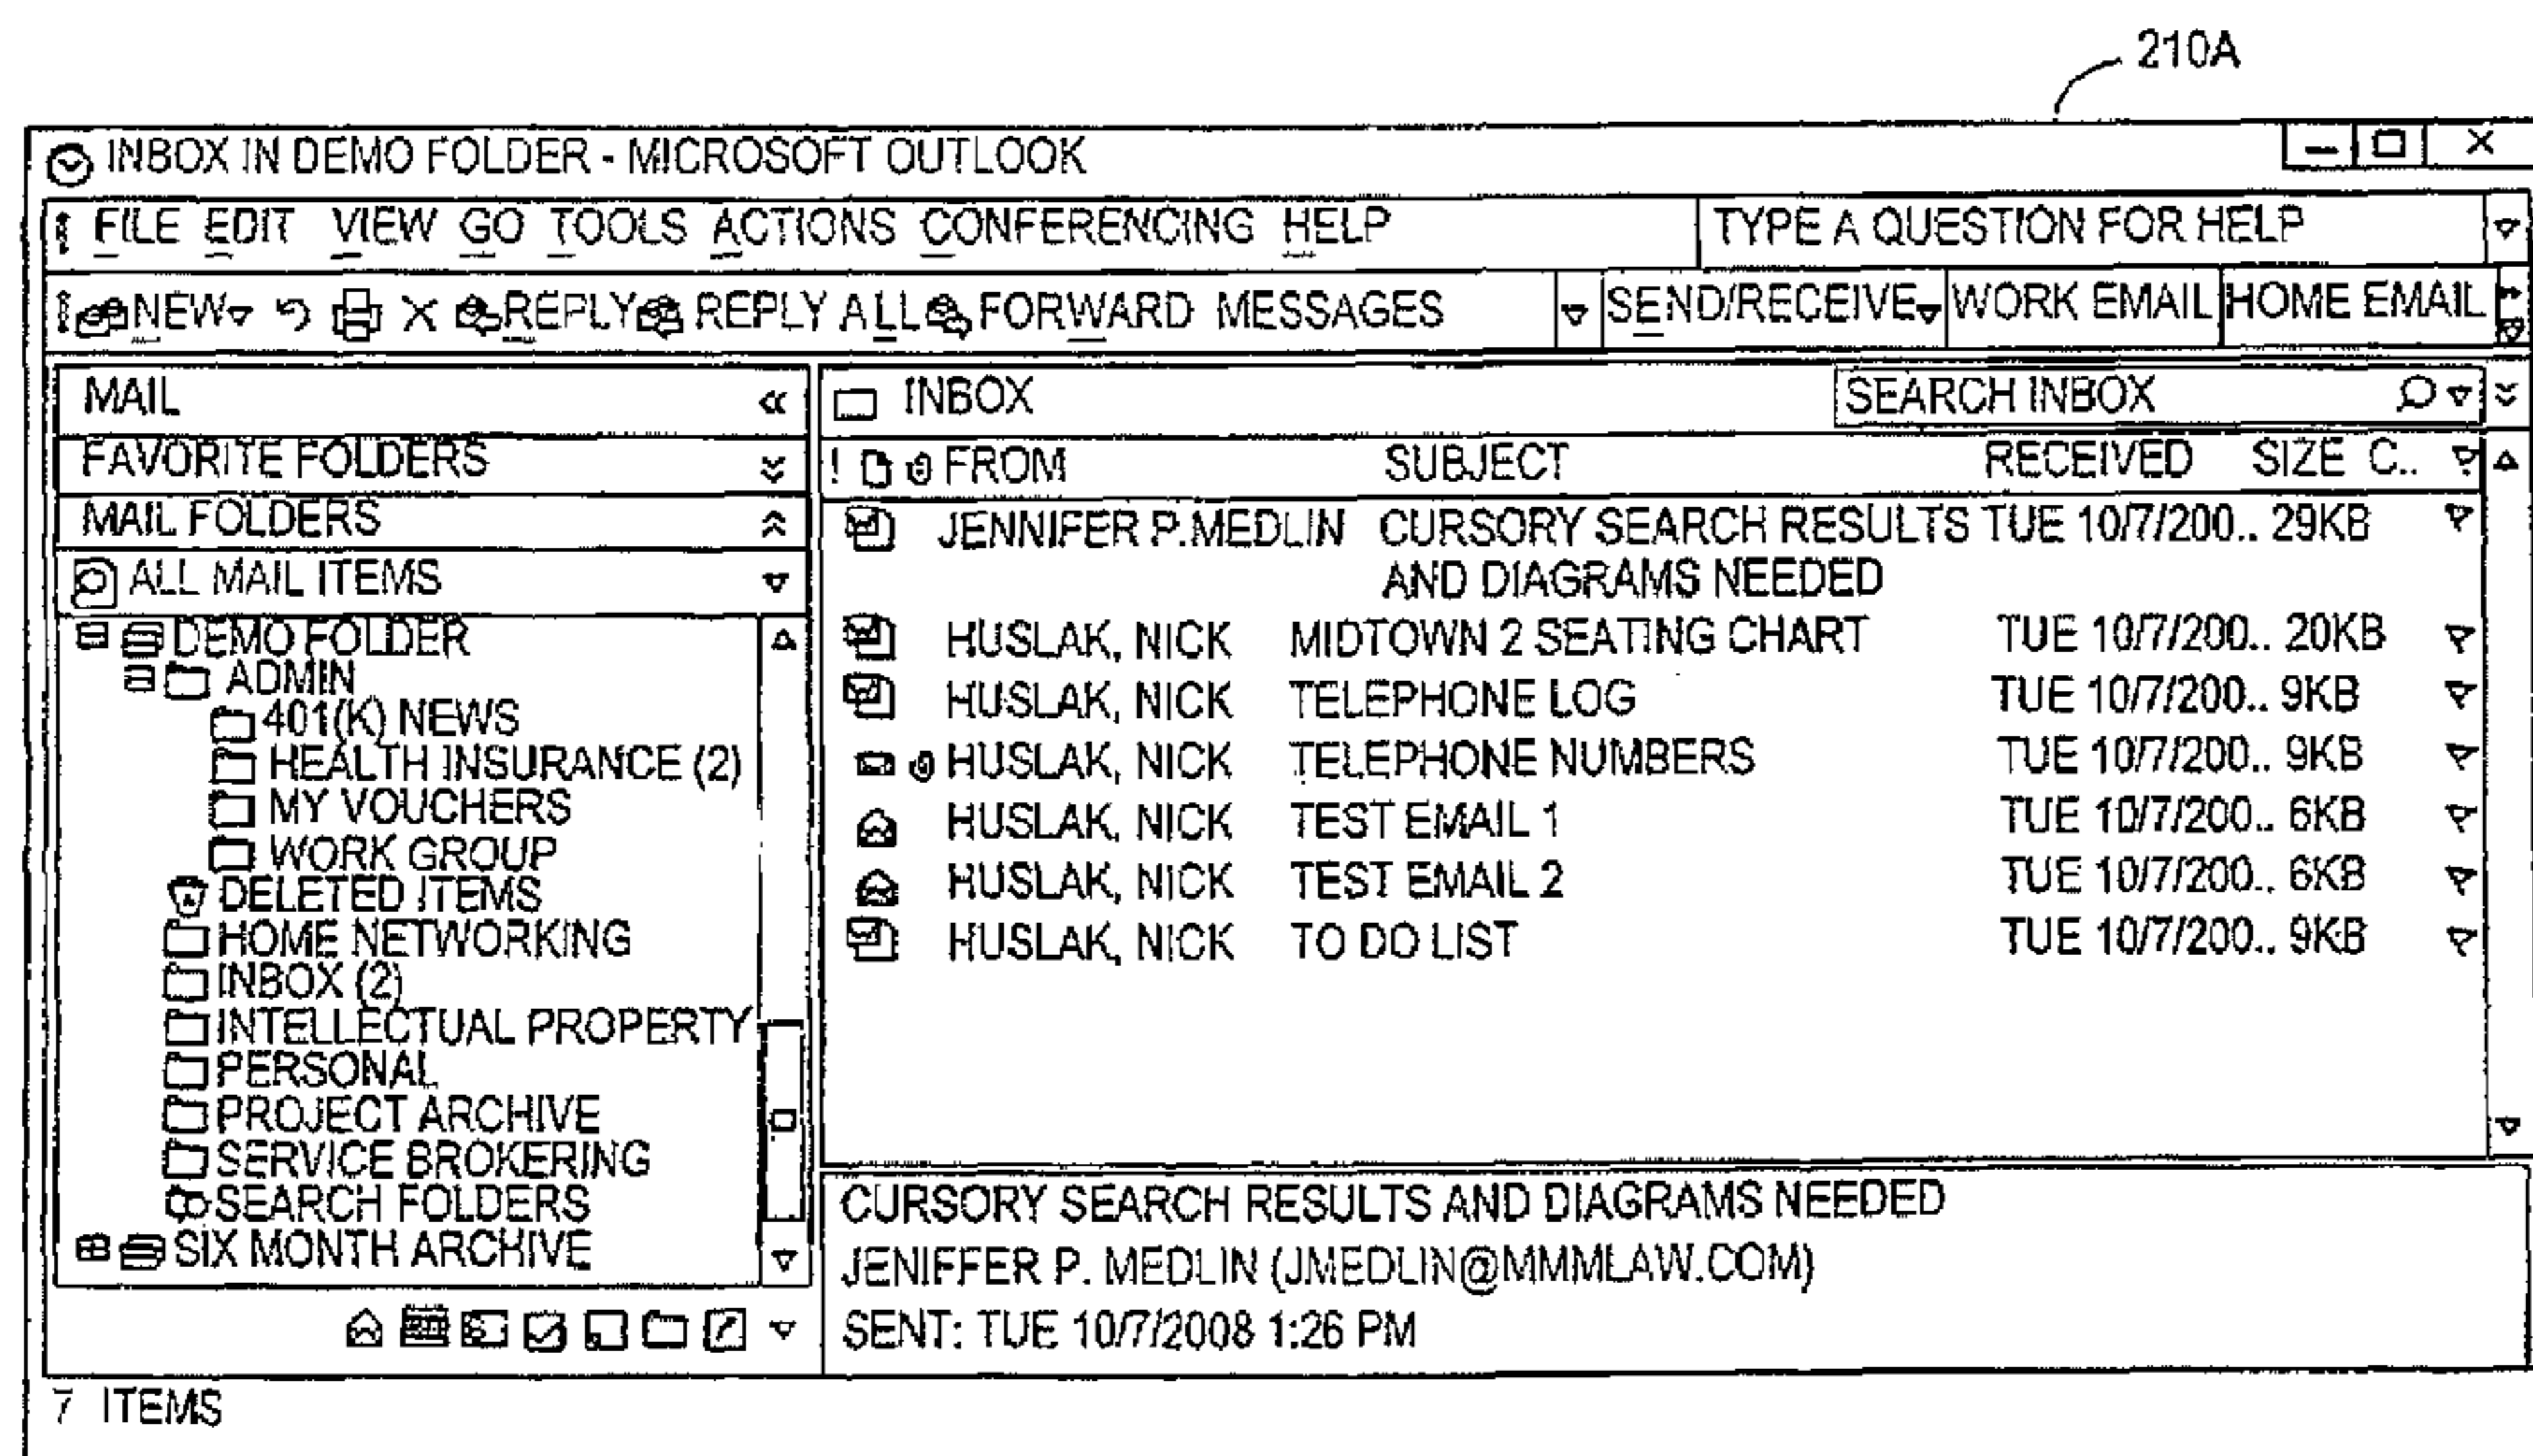 210A
INBOX IN DEMO FOLDER - MICROSOFT OUTLOOK
FILE EDIT VIEW GO TOOLS ACTIONS CONFERENCING HELP TYPE A QUESTION FOR HELP
NEW REPLY REPLY ALL FORWARD MESSAGES SEND/RECEIVE WORK EMAIL HOME EMAIL
MAIL
FAVORITE FOLDERS
MAIL FOLDERS
ALL MAIL ITEMS
DEMO FOLDER
ADMIN
401(K) NEWS
HEALTH INSURANCE (2)
MY VOUCHERS
WORK GROUP
DELETED ITEMS
HOME NETWORKING
INBOX (2)
INTELLECTUAL PROPERTY
PERSONAL
PROJECT ARCHIVE
SERVICE BROKERING
SEARCH FOLDERS
SIX MONTH ARCHIVE
INBOX SEARCH INBOX
! FROM SUBJECT RECEIVED SIZE C..
JENNIFER P.MEDLIN CURSORY SEARCH RESULTS TUE 10/7/200.. 29KB
AND DIAGRAMS NEEDED
HUSLAK, NICK MIDTOWN 2 SEATING CHART TUE 10/7/200.. 20KB
HUSLAK, NICK TELEPHONE LOG TUE 10/7/200.. 9KB
HUSLAK, NICK TELEPHONE NUMBERS TUE 10/7/200.. 9KB
HUSLAK, NICK TEST EMAIL 1 TUE 10/7/200.. 6KB
HUSLAK, NICK TEST EMAIL 2 TUE 10/7/200.. 6KB
HUSLAK, NICK TO DO LIST TUE 10/7/200.. 9KB
CURSORY SEARCH RESULTS AND DIAGRAMS NEEDED
JENIFFER P. MEDLIN (JMEDLIN@MMMLAW.COM)
SENT: TUE 10/7/2008 1:26 PM
7 ITEMS